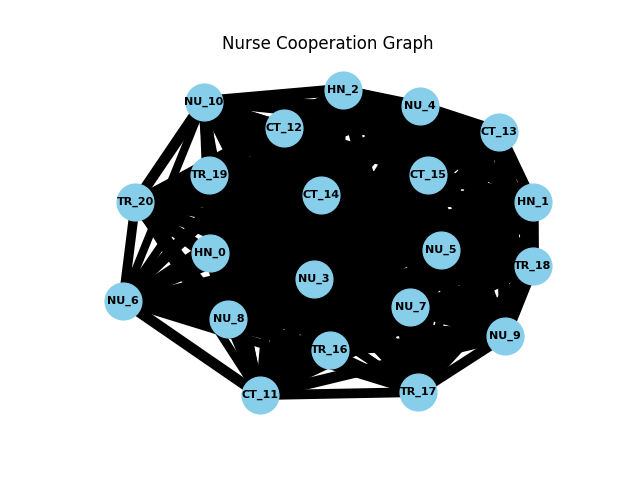 Nurse Cooperation Graph
HN_2
NU_10
NU_4
CT_12
CT_13
TR_19
CT_15
CT_14
TR_20
HN_1
HN_0
NU_5
TR_18
NU_3
NU_6
NU_7
NU_8
NU_9
TR_16
TR_17
CT_11